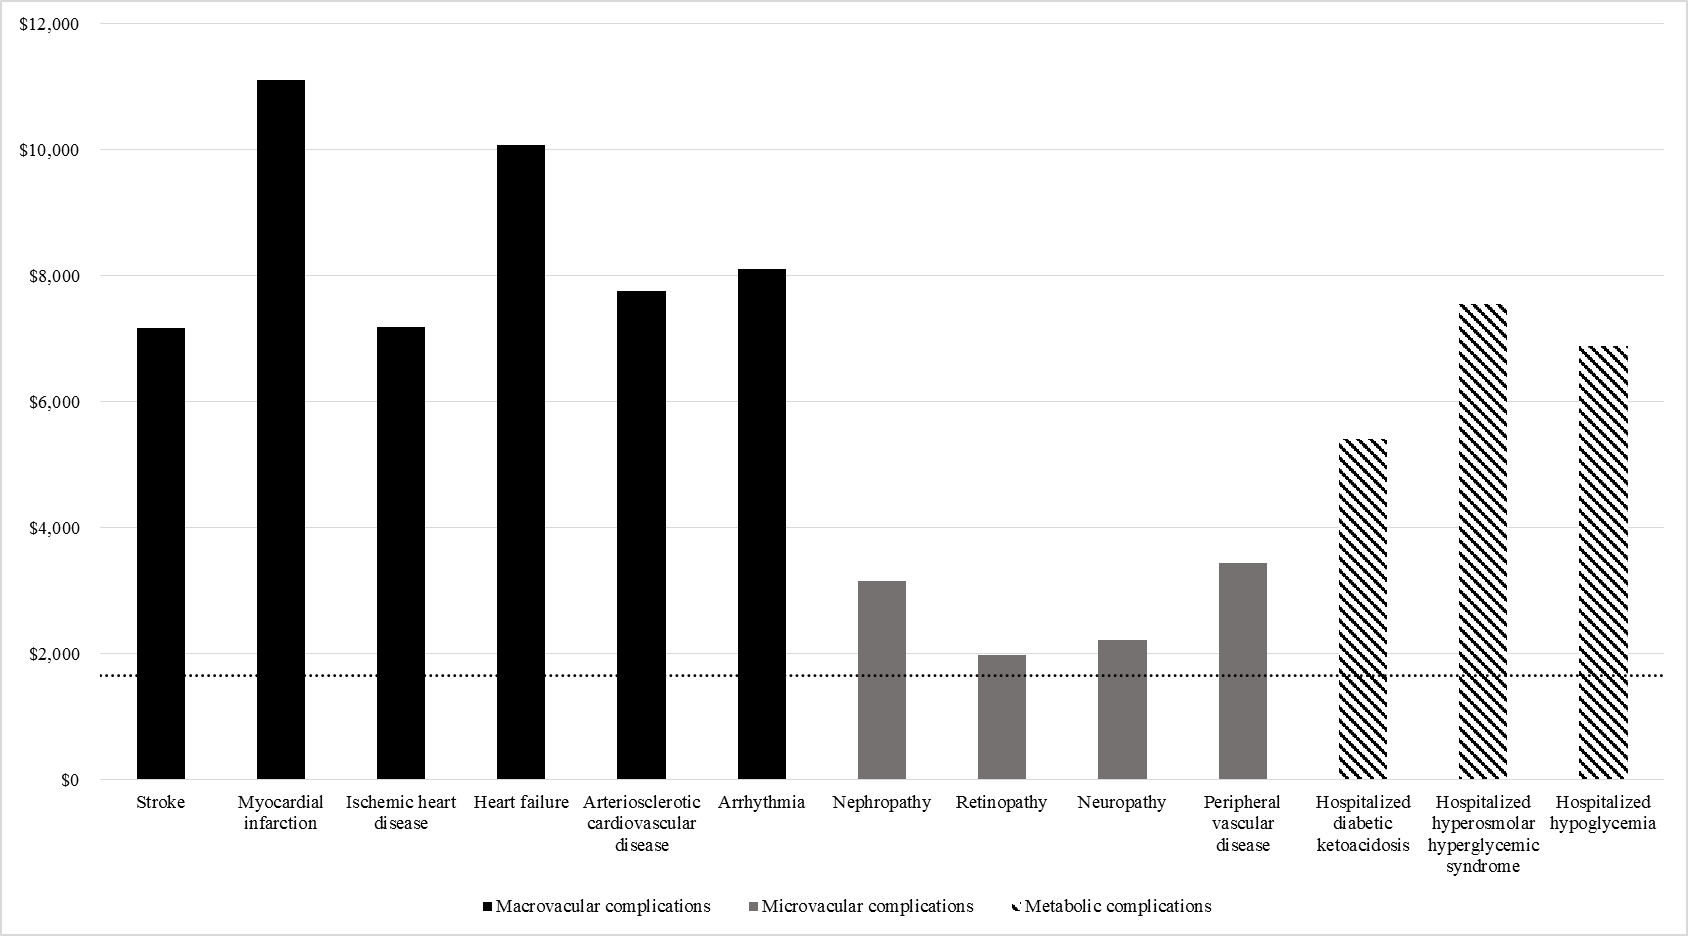 $12,000
$10,000
$8,000
$6,000
$4,000
$2,000
$0
Stroke
Myocardial
infarction
Ischemic heart
disease
Heart failure
Arteriosclerotic
cardiovascular
disease
Arrhythmia
Nephropathy
Retinopathy
Neuropathy
Peripheral
vascular
disease
Hospitalized
diabetic
ketoacidosis
Hospitalized
hyperosmolar
hyperglycemic
syndrome
Hospitalized
hypoglycemia
Macrovacular complications
Microvacular complications
Metabolic complications